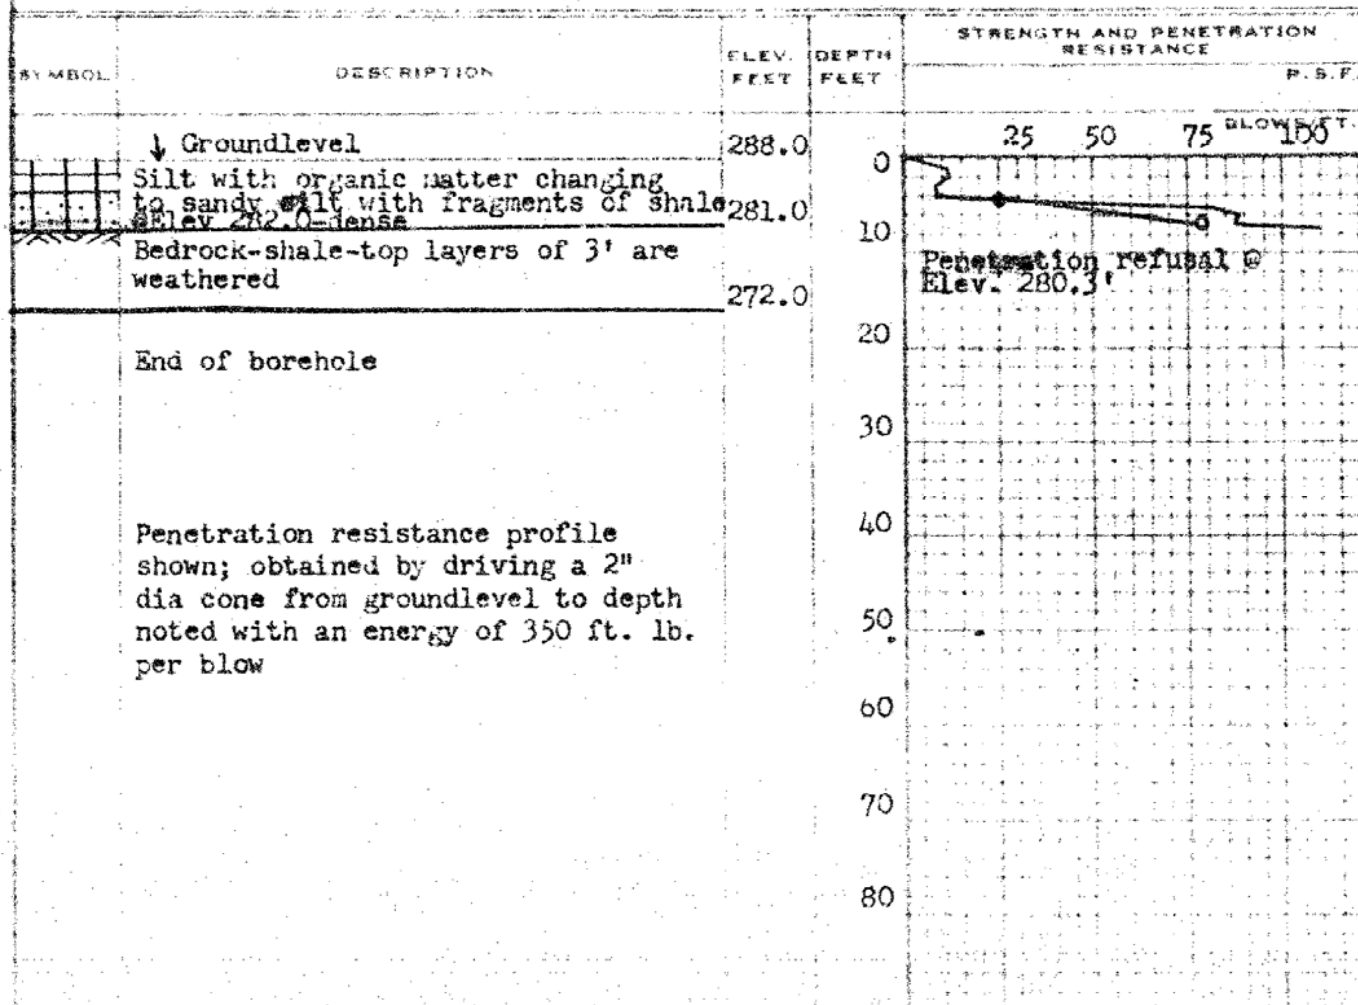 STRENGTH AND PENETRATION
RESISTANCE
SYMBOL
DESCRIPTION
ELEV.
FEET
DEPTH
FEET
P.S.F.
BLOWS/FT.
↓ Groundlevel
288.0
25 50 75 100
0
Silt with organic matter changing
to sandy silt with fragments of shale
@Elev 282.0-dense
281.0
10
Bedrock-shale-top layers of 3' are
weathered
272.0
Penetration refusal @
Elev. 280.3'
20
End of borehole
30
40
Penetration resistance profile
shown; obtained by driving a 2"
dia cone from groundlevel to depth
noted with an energy of 350 ft. lb.
per blow
50
60
70
80